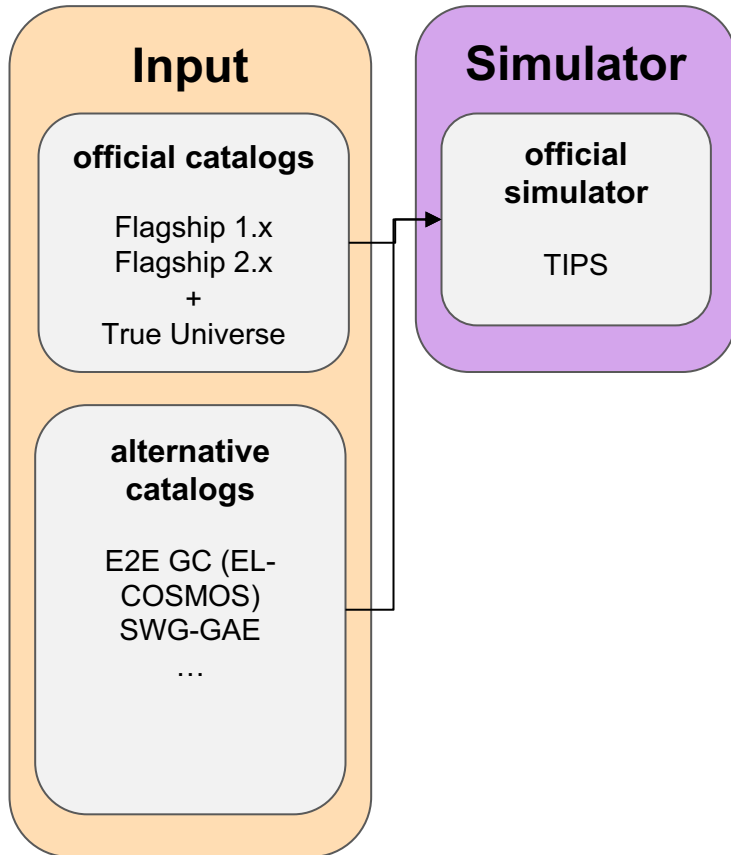 Input
official catalogs
Flagship 1.x
Flagship 2.x
+
True Universe
alternative
catalogs
E2E GC (EL-
COSMOS)
SWG-GAE
…
Simulator
official
simulator
TIPS